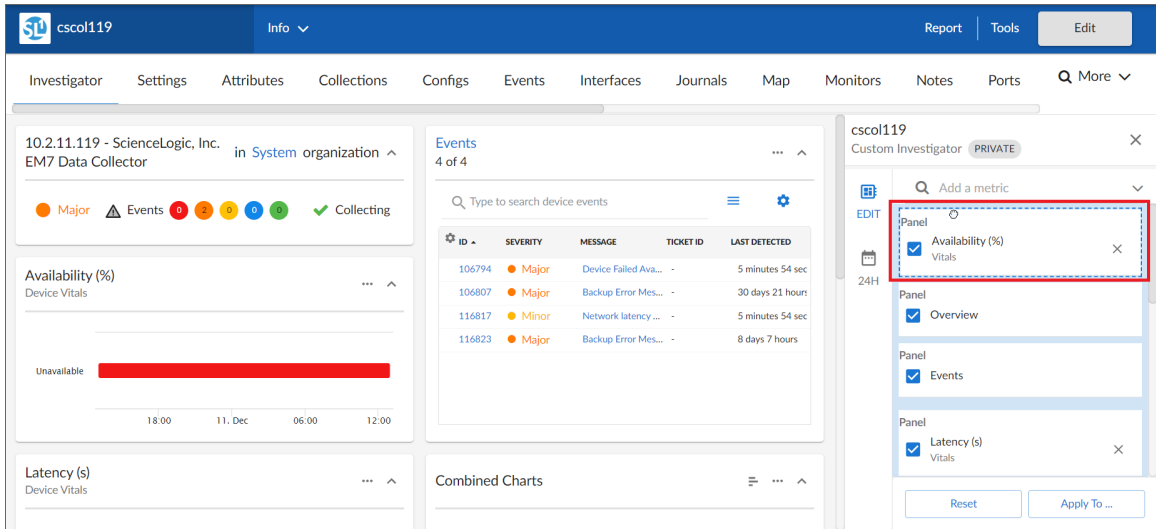 SL1 cscol119
Info
Report
Tools
Edit
Investigator
Settings
Attributes
Collections
Configs
Events
Interfaces
Journals
Map
Monitors
Notes
Ports
More
10.2.11.119 - ScienceLogic, Inc.
EM7 Data Collector
in System organization
Major
Events 0 2 0 0 0
Collecting
Availability (%)
Device Vitals
Unavailable
18:00 11. Dec 06:00 12:00
Latency (s)
Device Vitals
Events
4 of 4
Type to search device events
ID SEVERITY MESSAGE TICKET ID LAST DETECTED
106794 Major Device Failed Ava... - 5 minutes 54 sec
106807 Major Backup Error Mes... - 30 days 21 hours
116817 Minor Network latency ... - 5 minutes 54 sec
116823 Major Backup Error Mes... - 8 days 7 hours
Combined Charts
cscol119
Custom Investigator PRIVATE
EDIT
24H
Add a metric
Panel
Availability (%)
Vitals
Panel
Overview
Panel
Events
Panel
Latency (s)
Vitals
Reset
Apply To ...